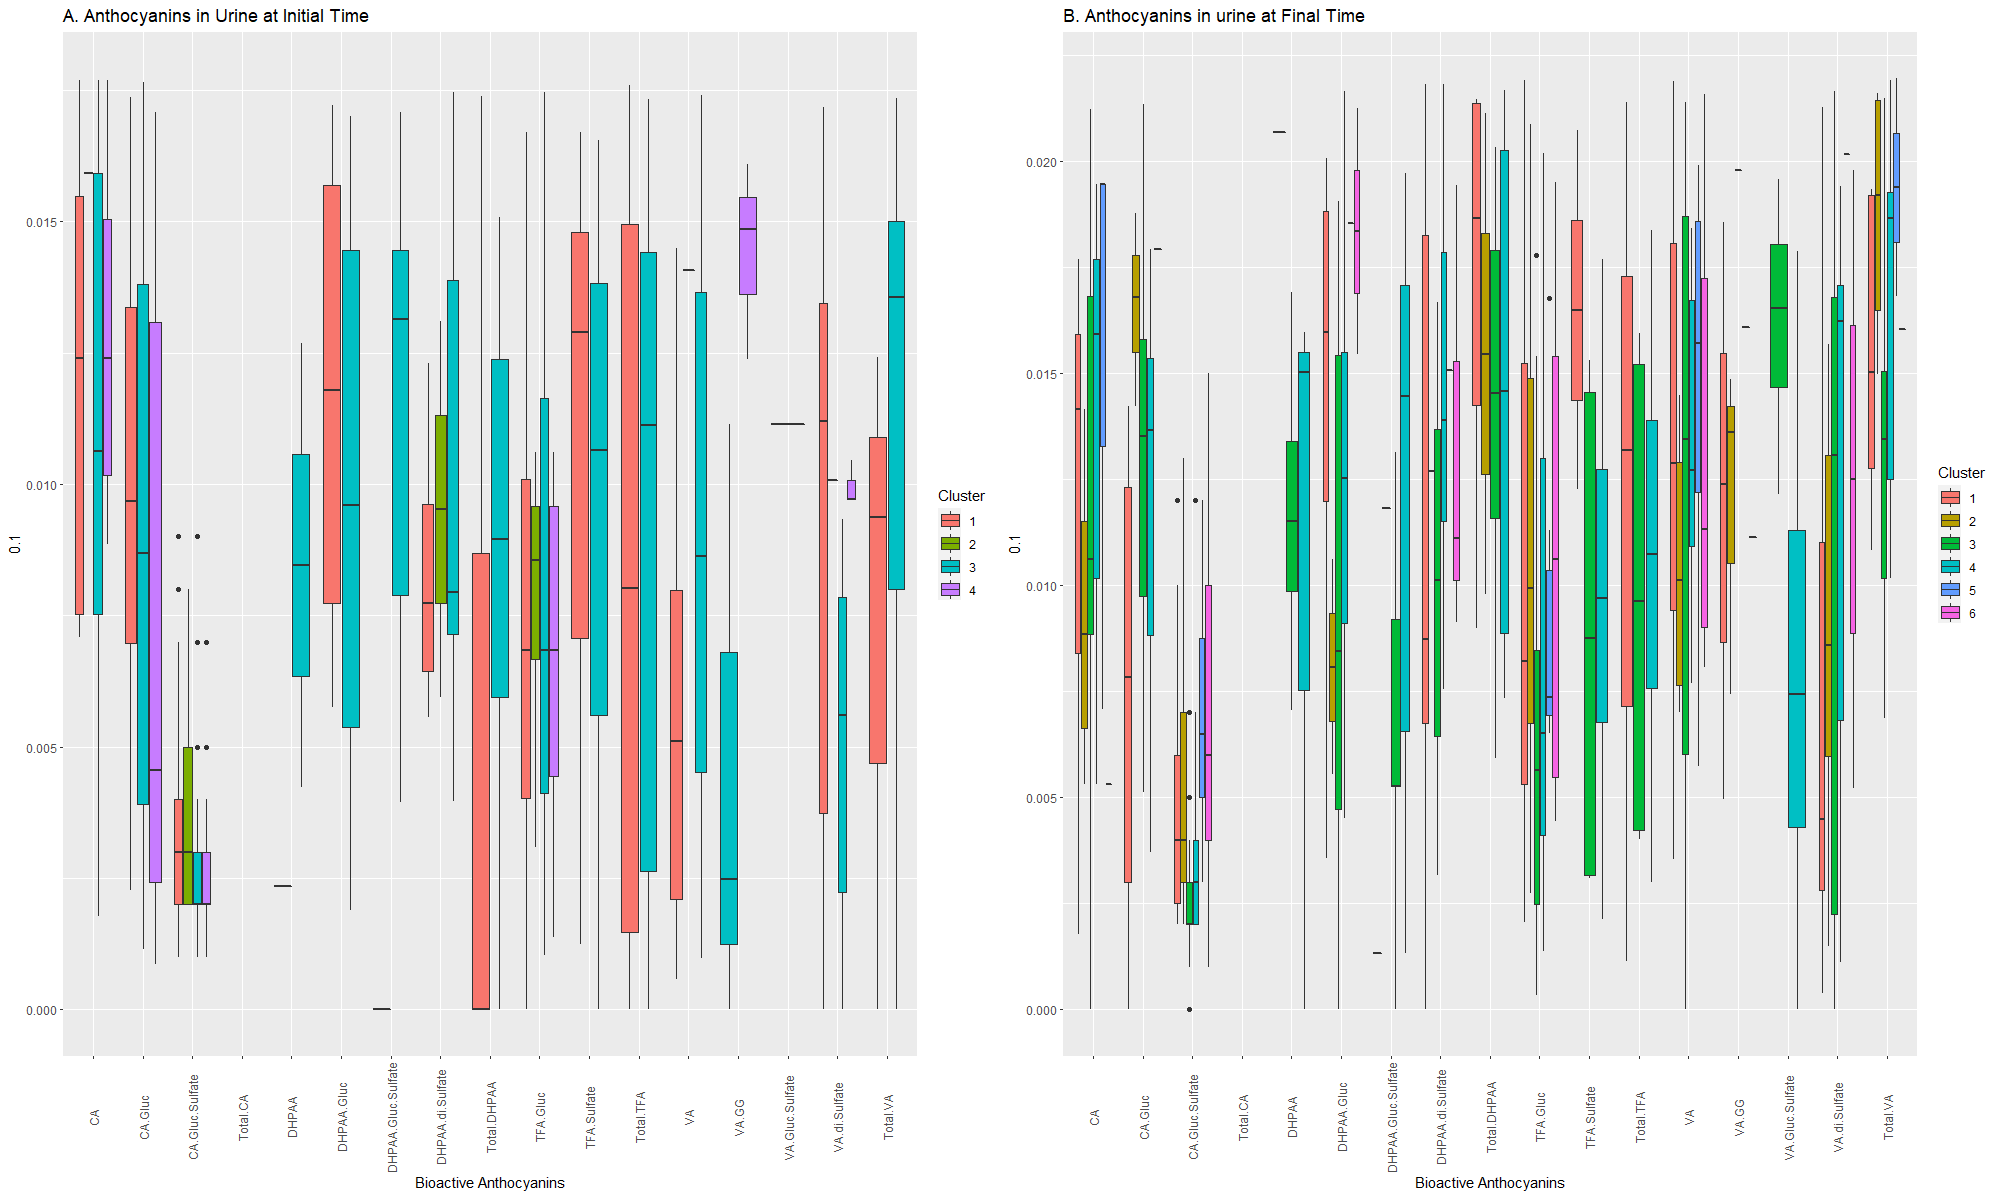 A. Anthocyanins in Urine at Initial Time
0.1
0.015
0.010
0.005
0.000
CA
CA.Gluc
CA.Gluc.Sulfate
Total.CA
DHPAA
DHPAA.Gluc
DHPAA.Gluc.Sulfate
DHPAA.di.Sulfate
Total.DHPAA
TFA.Gluc
TFA.Sulfate
Total.TFA
VA
VA.GG
VA.Gluc.Sulfate
VA.di.Sulfate
Total.VA
Bioactive Anthocyanins
Cluster
1
2
3
4
B. Anthocyanins in urine at Final Time
0.1
0.020
0.015
0.010
0.005
0.000
CA
CA.Gluc
CA.Gluc.Sulfate
Total.CA
DHPAA
DHPAA.Gluc
DHPAA.Gluc.Sulfate
DHPAA.di.Sulfate
Total.DHPAA
TFA.Gluc
TFA.Sulfate
Total.TFA
VA
VA.GG
VA.Gluc.Sulfate
VA.di.Sulfate
Total.VA
Bioactive Anthocyanins
Cluster
1
2
3
4
5
6